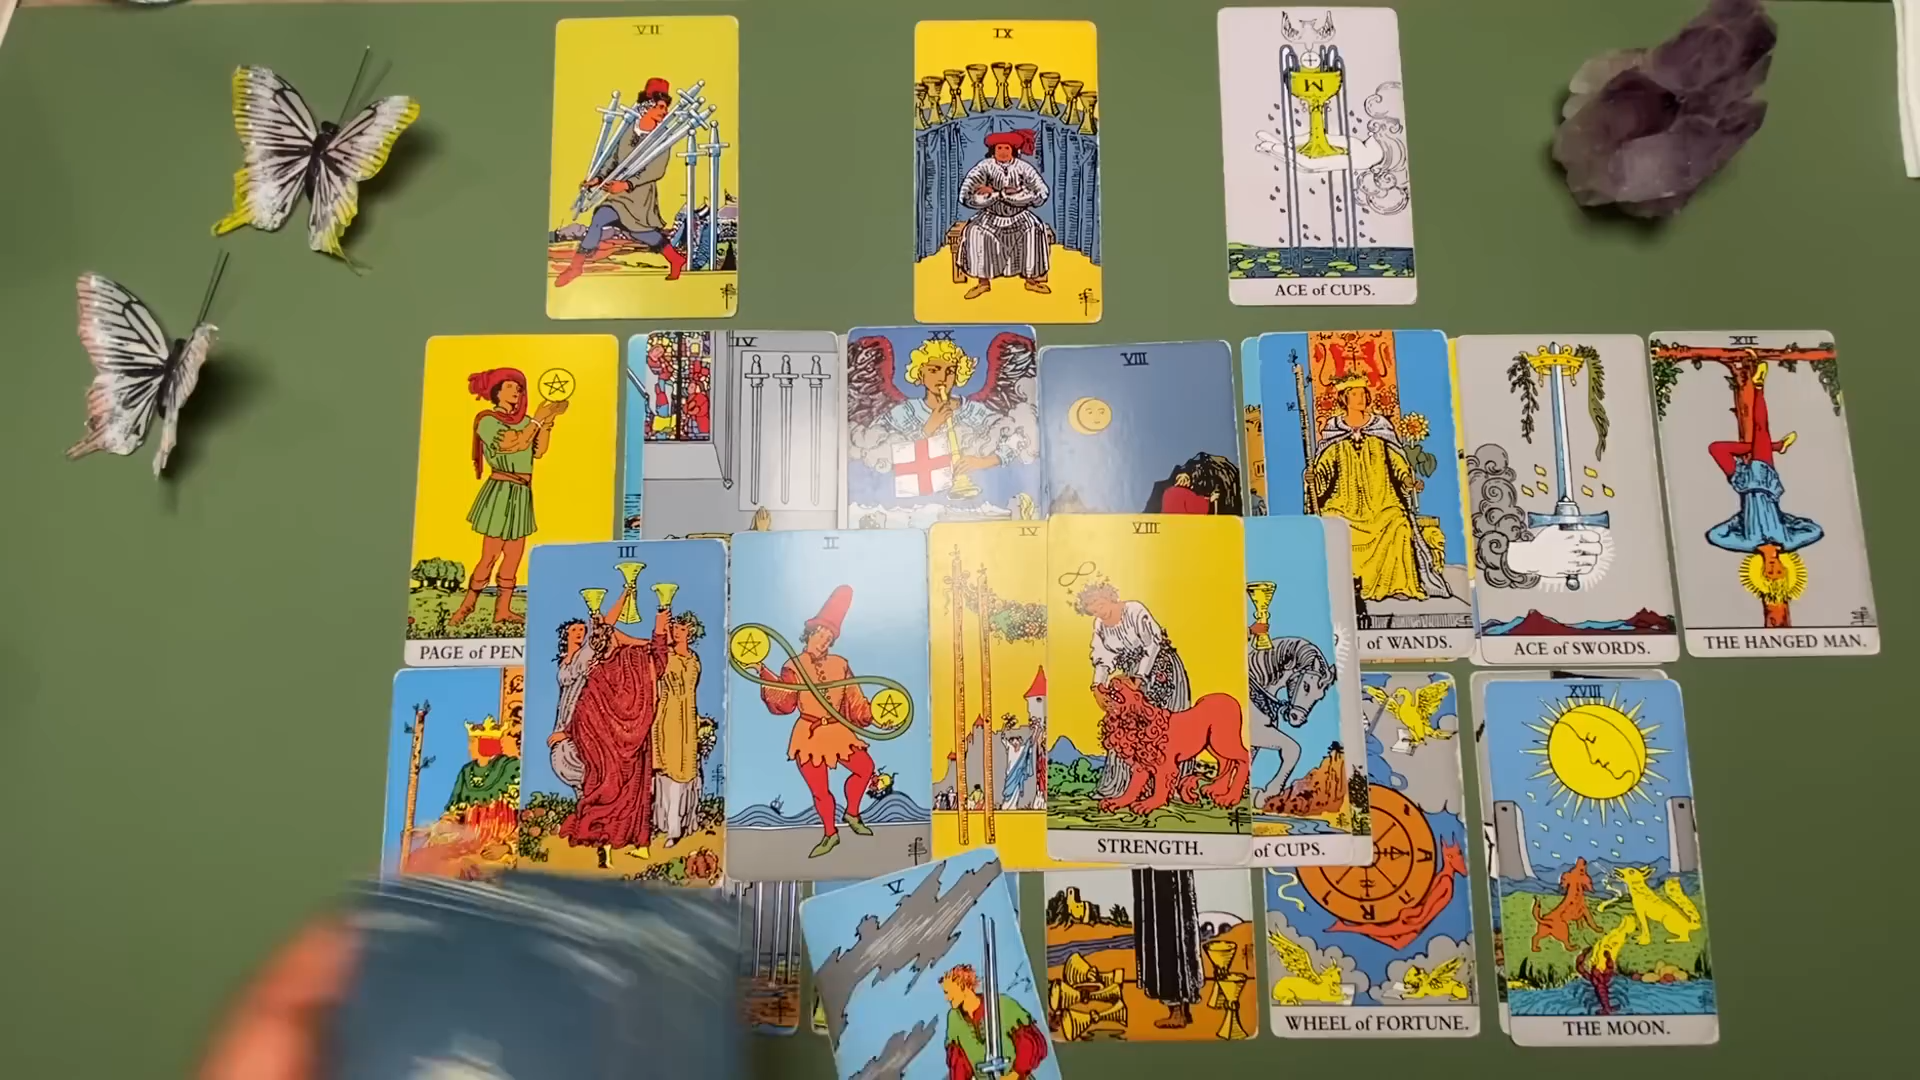 VII
IX
ACE of CUPS.
IV
XX
VIII
XII
PAGE of PEN
of WANDS.
ACE of SWORDS.
THE HANGED MAN.
III
II
IV
VIII
STRENGTH.
of CUPS.
XVIII
V
WHEEL of FORTUNE.
THE MOON.